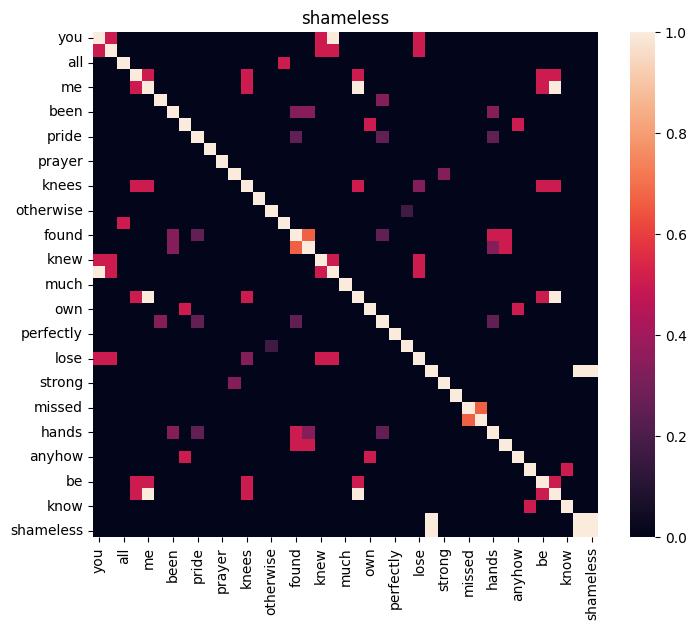 shameless
you
all
me
been
pride
prayer
knees
otherwise
found
knew
much
own
perfectly
lose
strong
missed
hands
anyhow
be
know
shameless
you
all
me
been
pride
prayer
knees
otherwise
found
knew
much
own
perfectly
lose
strong
missed
hands
anyhow
be
know
shameless
1.0
0.8
0.6
0.4
0.2
0.0